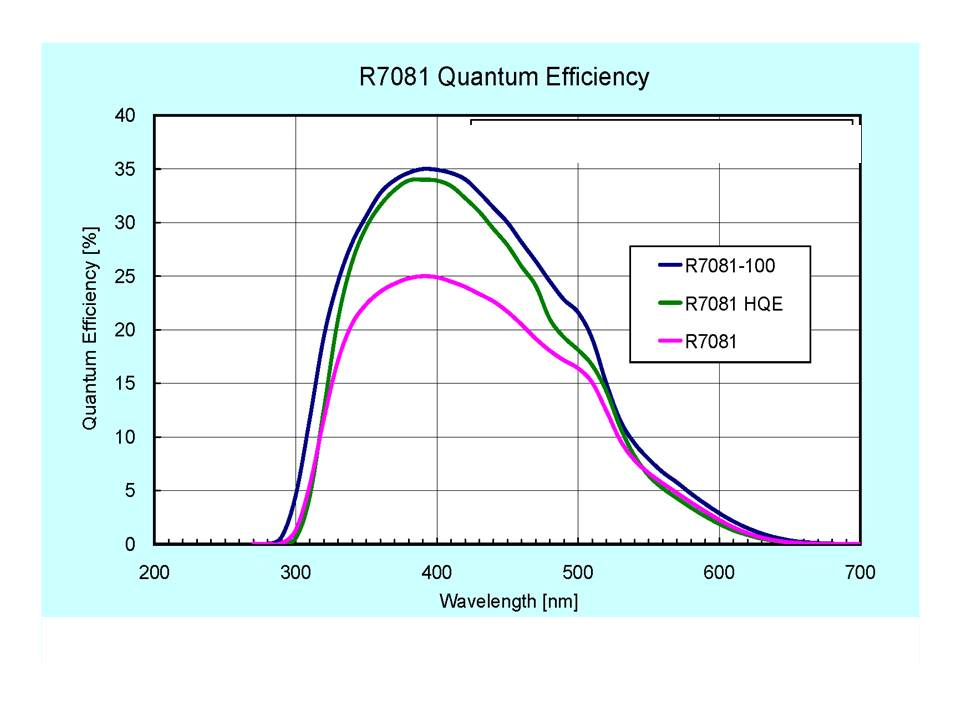 R7081 Quantum Efficiency
40
35
30
25
20
15
10
5
0
Quantum Efficiency [%]
R7081-100
R7081 HQE
R7081
200 300 400 500 600 700
Wavelength [nm]